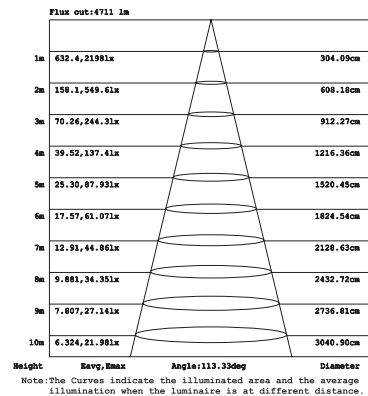 Flux out:4711 lm
1m 632.4,2198lx 304.09cm
2m 158.1,549.6lx 608.18cm
3m 70.26,244.3lx 912.27cm
4m 39.52,137.4lx 1216.36cm
5m 25.30,87.93lx 1520.45cm
6m 17.57,61.07lx 1824.54cm
7m 12.91,44.86lx 2128.63cm
8m 9.881,34.35lx 2432.72cm
9m 7.807,27.14lx 2736.81cm
10m 6.324,21.98lx 3040.90cm
Height Eavg,Emax Angle:113.33deg Diameter
Note:The Curves indicate the illuminated area and the average
illumination when the luminaire is at different distance.